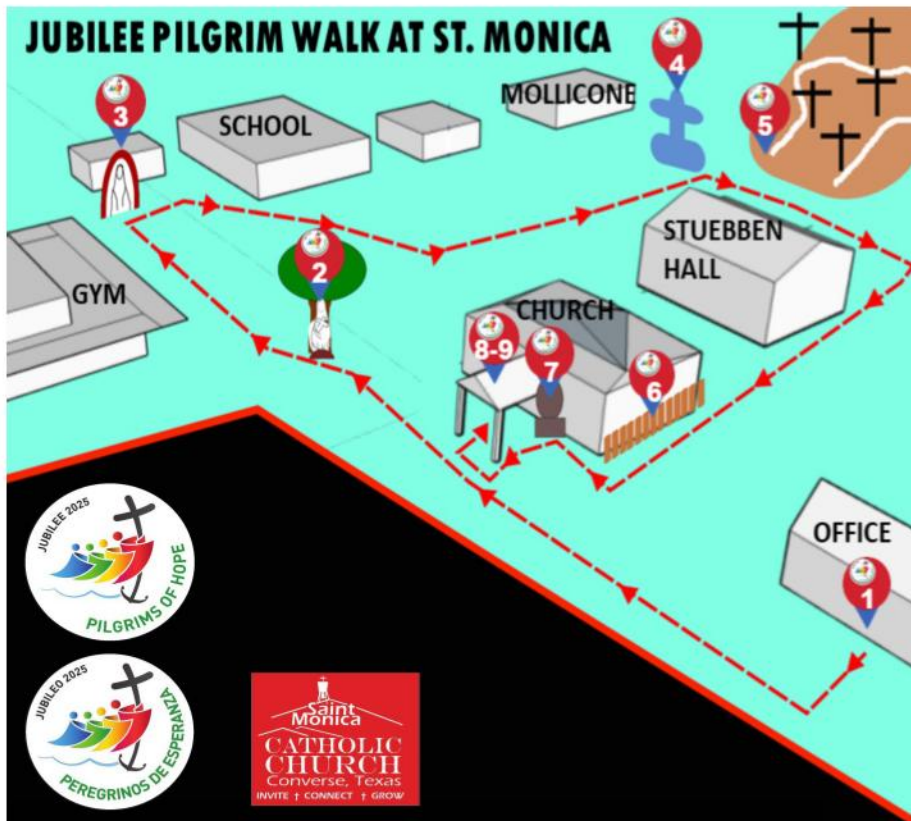 JUBILEE PILGRIM WALK AT ST. MONICA
3
SCHOOL
MOLLICONE
4
5
GYM
2
STUEBBEN
HALL
CHURCH
8-9
7
6
OFFICE
1
JUBILEE 2025
PILGRIMS OF HOPE
JUBILEO 2025
PEREGRINOS DE ESPERANZA
Saint
Monica
CATHOLIC
CHURCH
Converse, Texas
INVITE † CONNECT † GROW